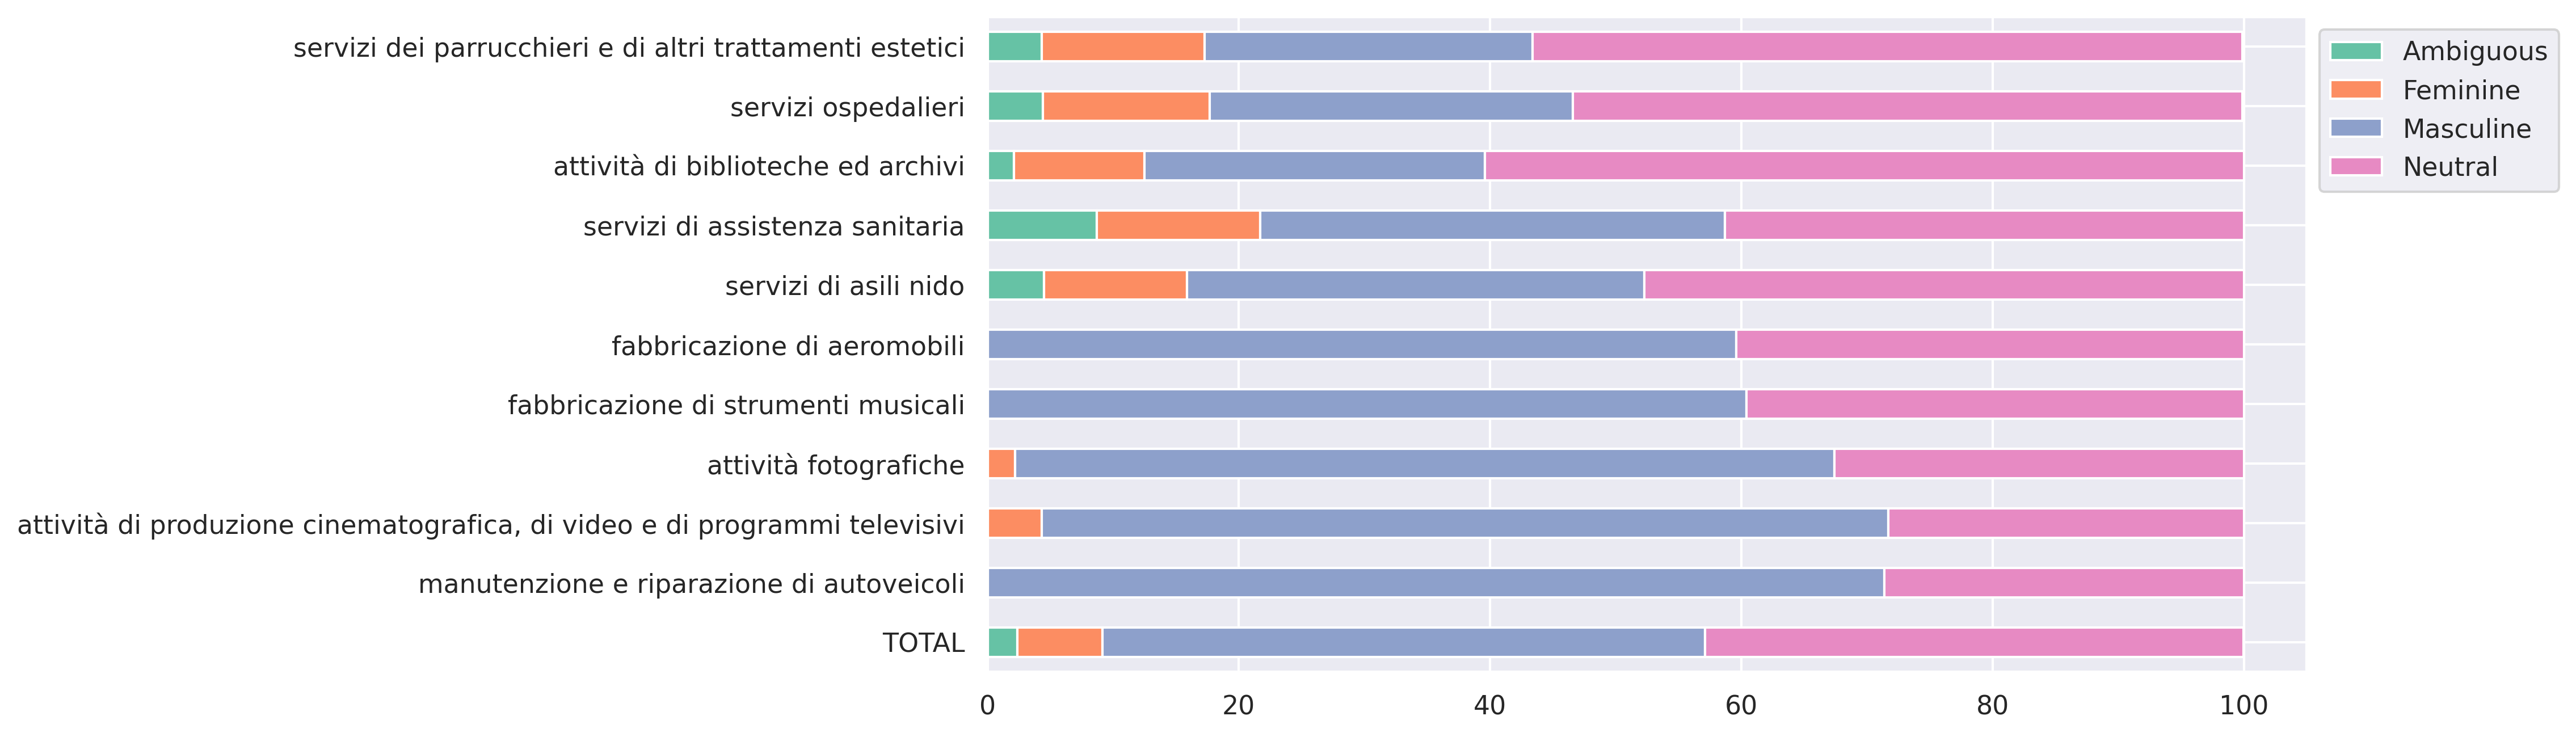 servizi dei parrucchieri e di altri trattamenti estetici
servizi ospedalieri
attività di biblioteche ed archivi
servizi di assistenza sanitaria
servizi di asili nido
fabbricazione di aeromobili
fabbricazione di strumenti musicali
attività fotografiche
attività di produzione cinematografica, di video e di programmi televisivi
manutenzione e riparazione di autoveicoli
TOTAL
0 20 40 60 80 100
Ambiguous
Feminine
Masculine
Neutral